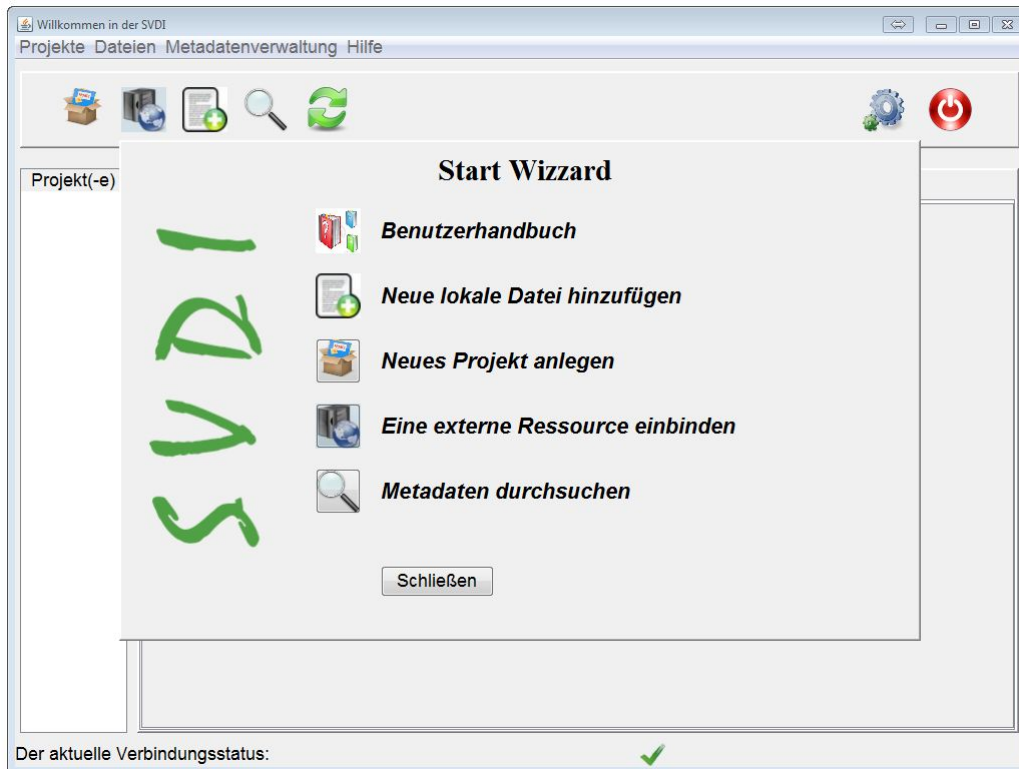 Willkommen in der SVDI
Projekte Dateien Metadatenverwaltung Hilfe
Projekt(-e)
Start Wizzard
SVDI
Benutzerhandbuch
Neue lokale Datei hinzufügen
Neues Projekt anlegen
Eine externe Ressource einbinden
Metadaten durchsuchen
Schließen
Der aktuelle Verbindungsstatus: